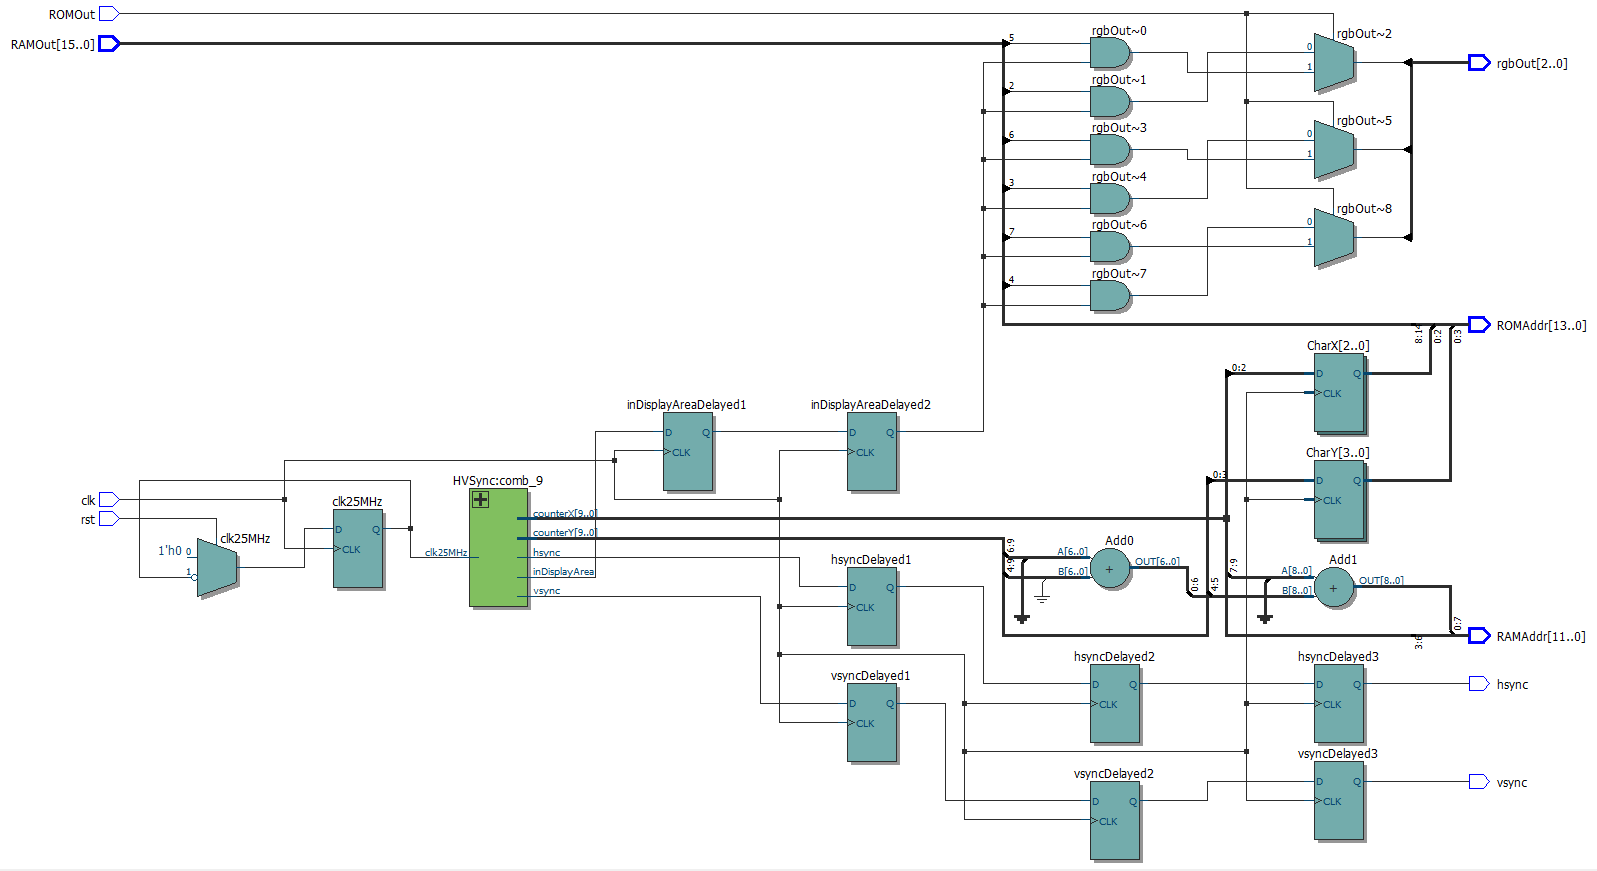 ROMOut
RAMOut[15..0]
5
rgbOut~0
rgbOut~2
0
1
rgbOut[2..0]
2
rgbOut~1
6
rgbOut~3
rgbOut~5
0
1
3
rgbOut~4
7
rgbOut~6
rgbOut~8
0
1
4
rgbOut~7
ROMAddr[13..0]
8:14
0:2
0:3
CharX[2..0]
0:2
D
Q
CLK
CharY[3..0]
0:3
D
Q
CLK
inDisplayAreaDelayed1
D
Q
CLK
inDisplayAreaDelayed2
D
Q
CLK
clk
rst
1'h0
0
1
clk25MHz
clk25MHz
D
Q
CLK
HVSync:comb_9
clk25MHz
counterX[9..0]
counterY[9..0]
hsync
inDisplayArea
vsync
hsyncDelayed1
D
Q
CLK
vsyncDelayed1
D
Q
CLK
6:9
4:9
Add0
A[6..0]
B[6..0]
+
OUT[6..0]
0:6
4:5
7:9
Add1
A[8..0]
B[8..0]
+
OUT[8..0]
0:7
3:6
RAMAddr[11..0]
hsyncDelayed2
D
Q
CLK
hsyncDelayed3
D
Q
CLK
hsync
vsyncDelayed2
D
Q
CLK
vsyncDelayed3
D
Q
CLK
vsync